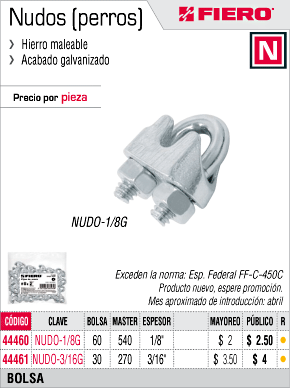 Nudos (perros)
FIERO®
› Hierro maleable
› Acabado galvanizado
N
Precio por pieza
NUDO-1/8G
FIERO
Exceden la norma: Esp. Federal FF-C-450C
Producto nuevo, espere promoción.
Mes aproximado de introducción: abril
CÓDIGO CLAVE BOLSA MASTER ESPESOR MAYOREO PÚBLICO R
44460 NUDO-1/8G 60 540 1/8" $ 2 $ 2.50
44461 NUDO-3/16G 30 270 3/16" $ 3.50 $ 4
BOLSA